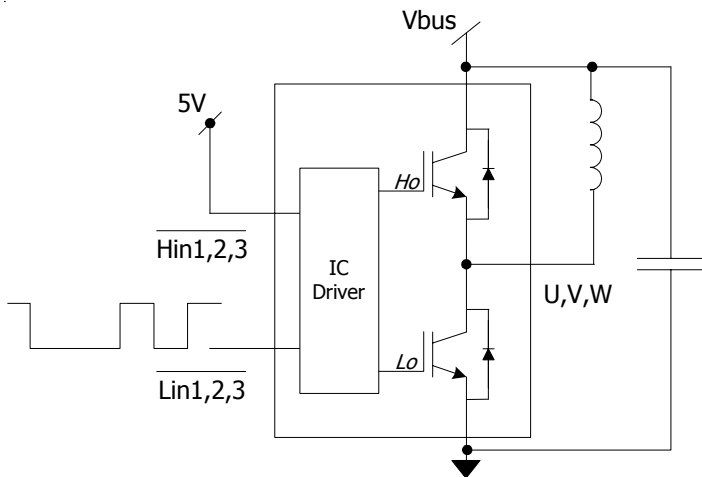 Vbus
5V
Ho
Hin1,2,3
IC
Driver
U,V,W
Lo
Lin1,2,3